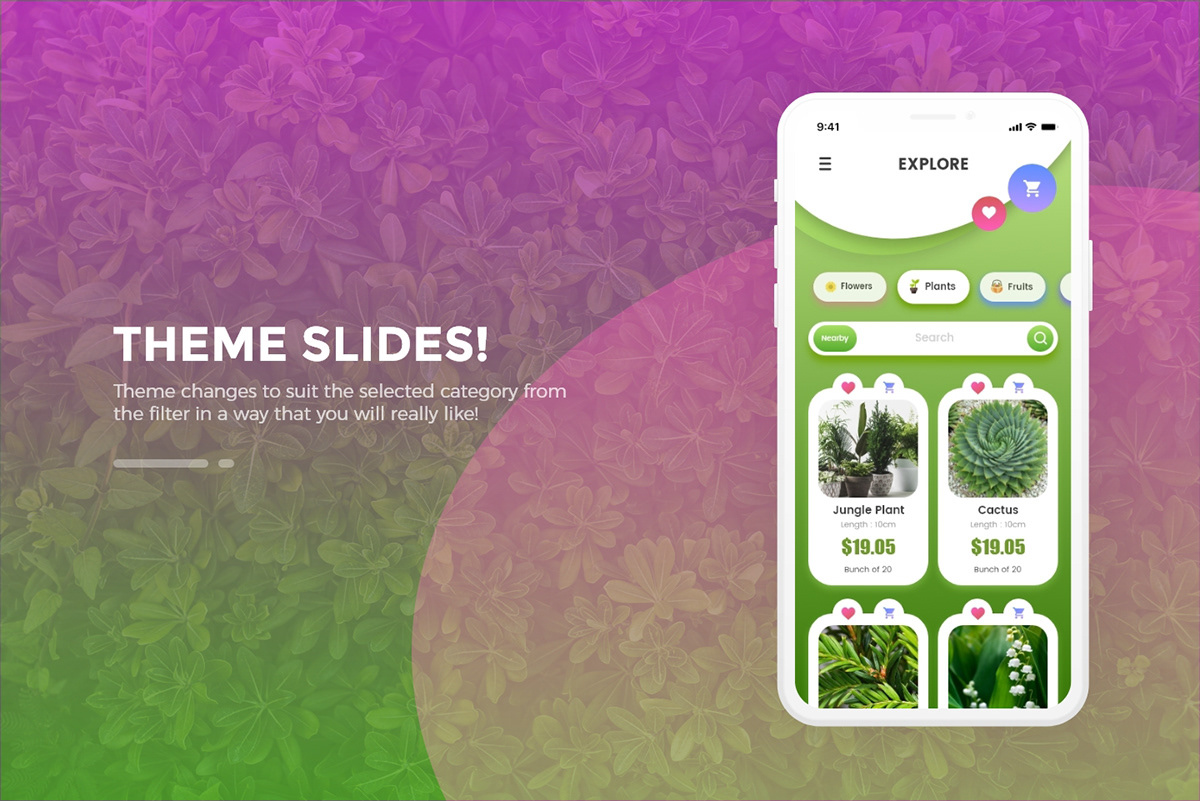 THEME SLIDES!
Theme changes to suit the selected category from
the filter in a way that you will really like!
9:41
EXPLORE
Flowers
Plants
Fruits
Nearby
Search
Jungle Plant
Length : 10cm
$19.05
Bunch of 20
Cactus
Length : 10cm
$19.05
Bunch of 20